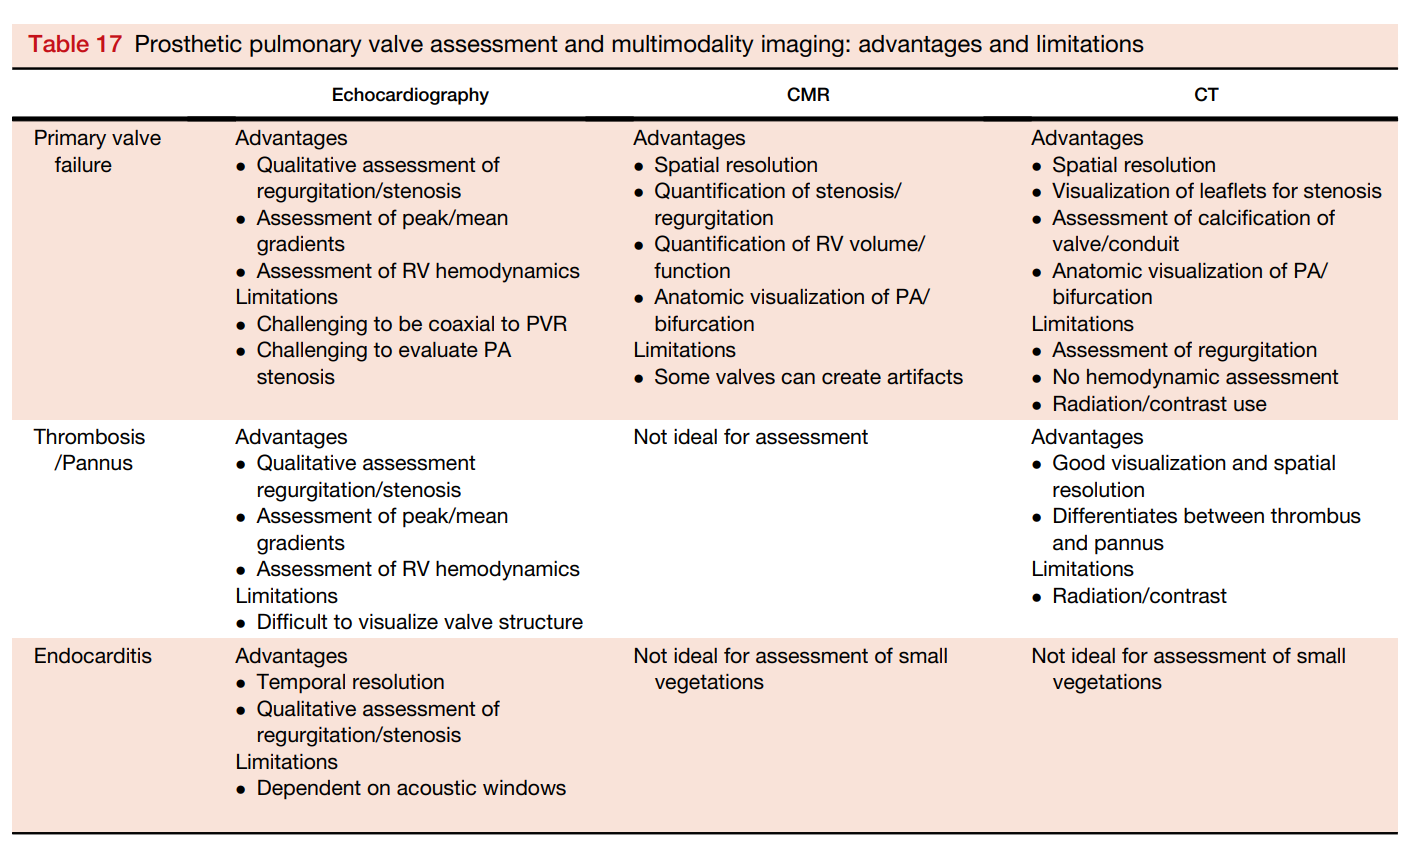 Table 17 Prosthetic pulmonary valve assessment and multimodality imaging: advantages and limitations
Echocardiography
CMR
CT
Primary valve
failure
Advantages
● Qualitative assessment of
regurgitation/stenosis
● Assessment of peak/mean
gradients
● Assessment of RV hemodynamics
Limitations
● Challenging to be coaxial to PVR
● Challenging to evaluate PA
stenosis
Advantages
● Spatial resolution
● Quantification of stenosis/
regurgitation
● Quantification of RV volume/
function
● Anatomic visualization of PA/
bifurcation
Limitations
● Some valves can create artifacts
Advantages
● Spatial resolution
● Visualization of leaflets for stenosis
● Assessment of calcification of
valve/conduit
● Anatomic visualization of PA/
bifurcation
Limitations
● Assessment of regurgitation
● No hemodynamic assessment
● Radiation/contrast use
Thrombosis
/Pannus
Advantages
● Qualitative assessment
regurgitation/stenosis
● Assessment of peak/mean
gradients
● Assessment of RV hemodynamics
Limitations
● Difficult to visualize valve structure
Not ideal for assessment
Advantages
● Good visualization and spatial
resolution
● Differentiates between thrombus
and pannus
Limitations
● Radiation/contrast
Endocarditis
Advantages
● Temporal resolution
● Qualitative assessment of
regurgitation/stenosis
Limitations
● Dependent on acoustic windows
Not ideal for assessment of small
vegetations
Not ideal for assessment of small
vegetations